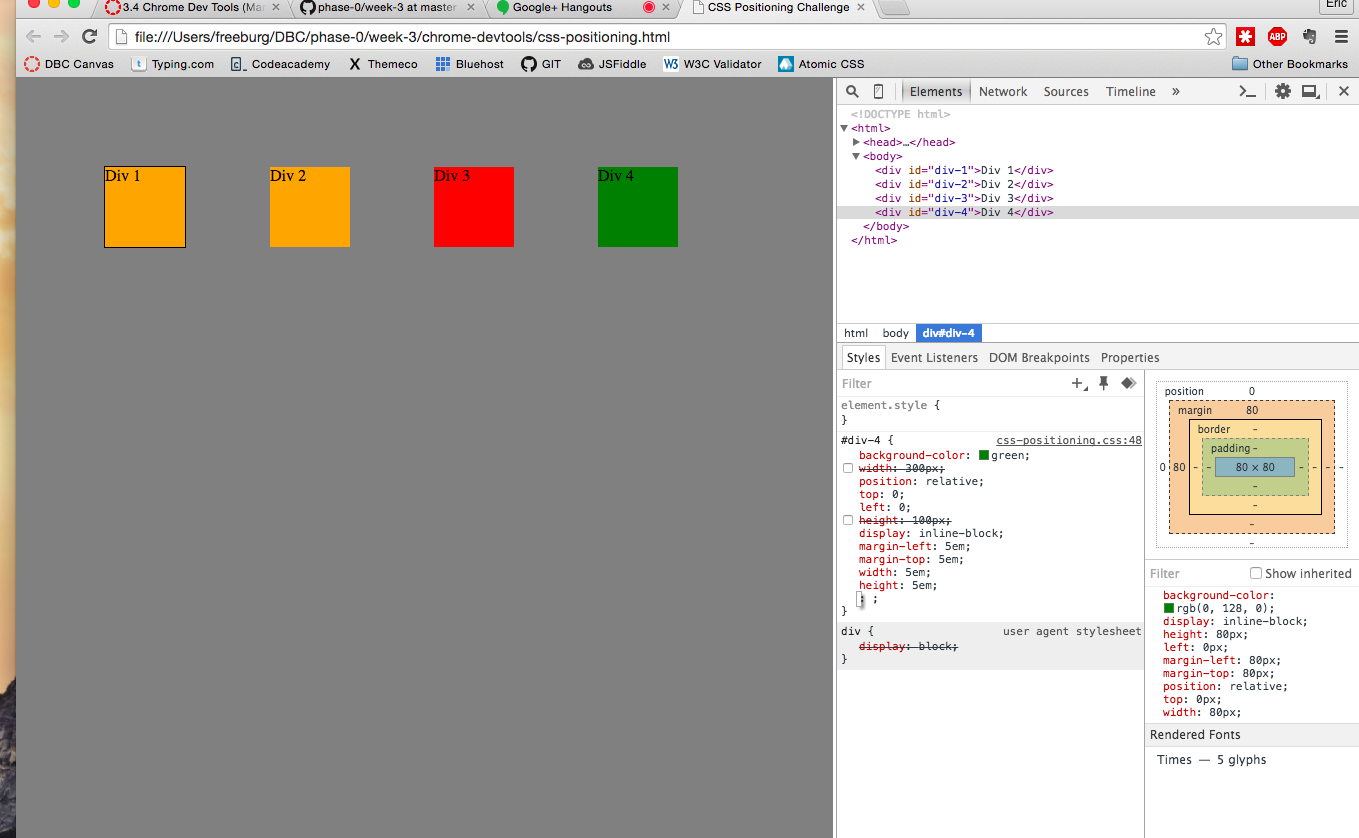 3.4 Chrome Dev Tools (Ma
phase-0/week-3 at master
Google+ Hangouts
CSS Positioning Challenge
Eric
file:///Users/freeburg/DBC/phase-0/week-3/chrome-devtools/css-positioning.html
ABP
DBC Canvas
Typing.com
Codeacademy
Themeco
Bluehost
GIT
JSFiddle
W3C Validator
Atomic CSS
Other Bookmarks
Div 1
Div 2
Div 3
Div 4
Elements Network Sources Timeline »
<!DOCTYPE html>
<html>
<head>…</head>
<body>
<div id="div-1">Div 1</div>
<div id="div-2">Div 2</div>
<div id="div-3">Div 3</div>
<div id="div-4">Div 4</div>
</body>
</html>
html body div#div-4
Styles Event Listeners DOM Breakpoints Properties
Filter
element.style {
}
#div-4 { css-positioning.css:48
background-color: green;
width: 300px;
position: relative;
top: 0;
left: 0;
height: 100px;
display: inline-block;
margin-left: 5em;
margin-top: 5em;
width: 5em;
height: 5em;
: ;
}
div { user agent stylesheet
display: block;
}
position 0
margin 80
border -
padding -
0 80 - - 80 × 80 - - - -
-
-
-
-
Filter Show inherited
background-color:
rgb(0, 128, 0);
display: inline-block;
height: 80px;
left: 0px;
margin-left: 80px;
margin-top: 80px;
position: relative;
top: 0px;
width: 80px;
Rendered Fonts
Times — 5 glyphs